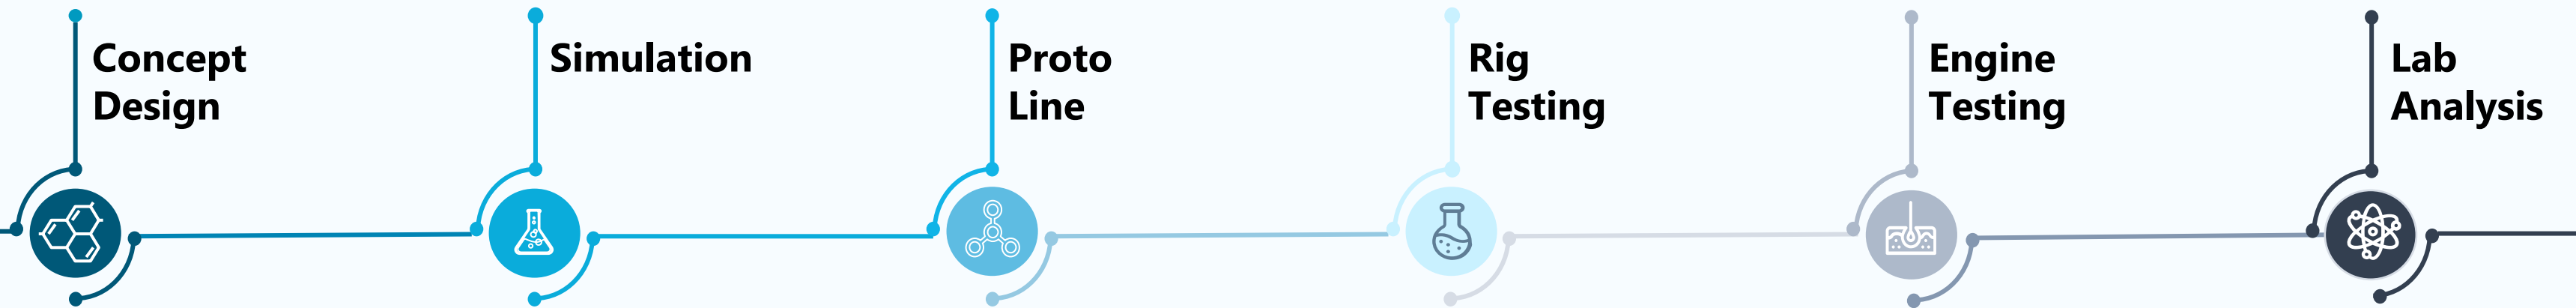 Concept
Design
Simulation
Proto
Line
Rig
Testing
Engine
Testing
Lab
Analysis